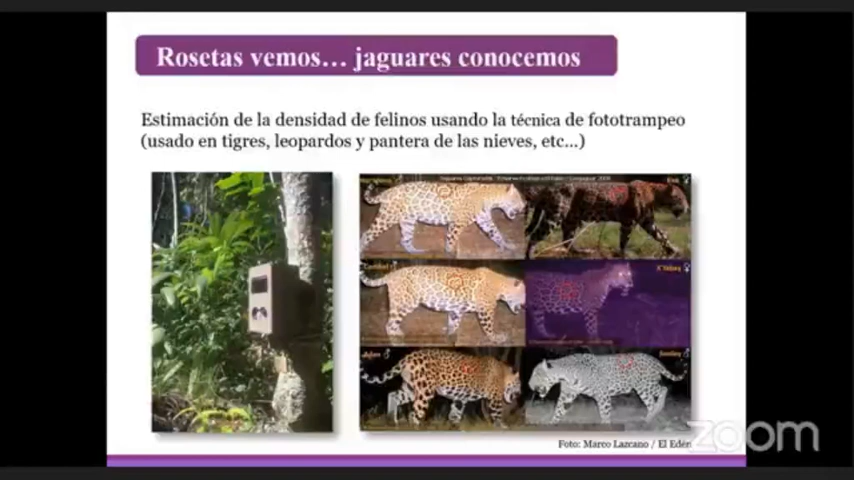 Rosetas vemos… jaguares conocemos
Estimación de la densidad de felinos usando la técnica de fototrampeo
(usado en tigres, leopardos y pantera de las nieves, etc…)
Foto: Marco Lazcano / El Edén
zoom